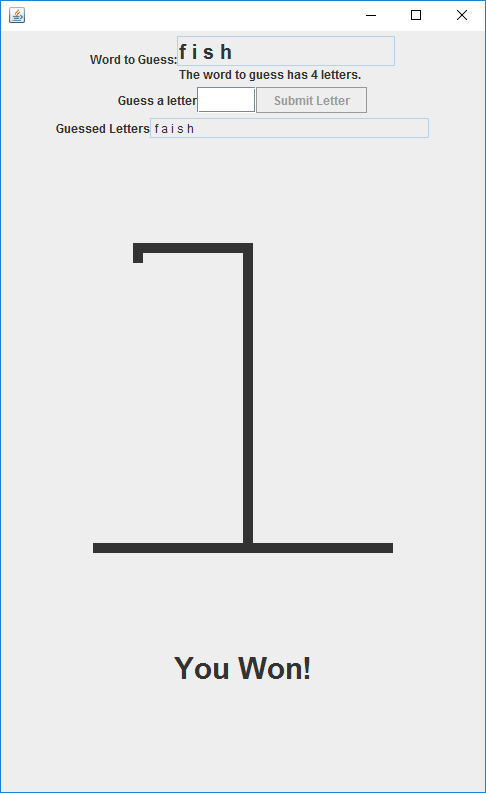 Word to Guess: f i s h
The word to guess has 4 letters.
Guess a letter Submit Letter
Guessed Letters f a i s h
You Won!